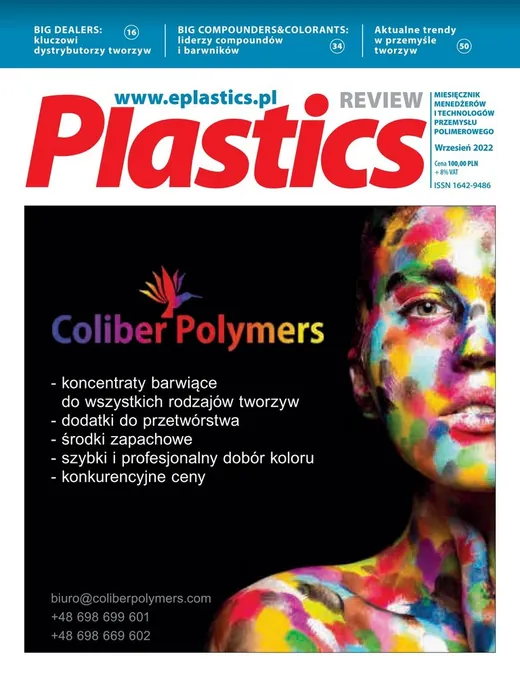 BIG DEALERS:
kluczowi
dystrybutorzy tworzyw
16
BIG COMPOUNDERS&COLORANTS:
liderzy compoundów
i barwników
34
Aktualne trendy
w przemyśle
tworzyw
50
www.eplastics.pl
REVIEW
Plastics
MIESIĘCZNIK
MENEDŻERÓW
I TECHNOLOGÓW
PRZEMYSŁU
POLIMEROWEGO
Wrzesień 2022
Cena 100,00 PLN
+ 8% VAT
ISSN 1642-9486
Coliber Polymers
- koncentraty barwiące
do wszystkich rodzajów tworzyw
- dodatki do przetwórstwa
- środki zapachowe
- szybki i profesjonalny dobór koloru
- konkurencyjne ceny
biuro@coliberpolymers.com
+48 698 699 601
+48 698 669 602